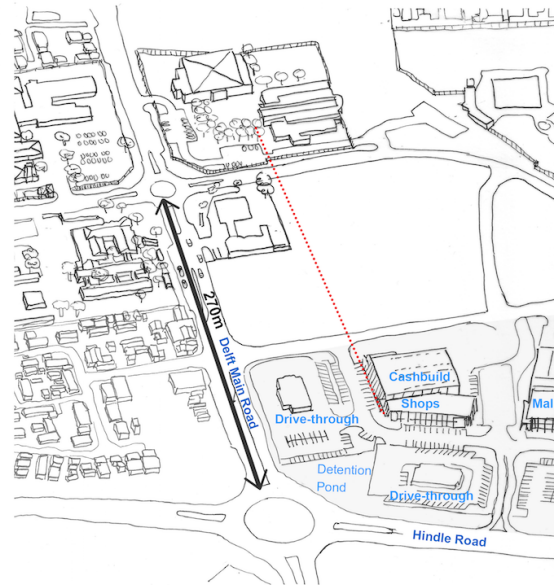 270m
Delft Main Road
Cashbuild
Shops
Mal
Drive-through
Detention
Pond
Drive-through
Hindle Road